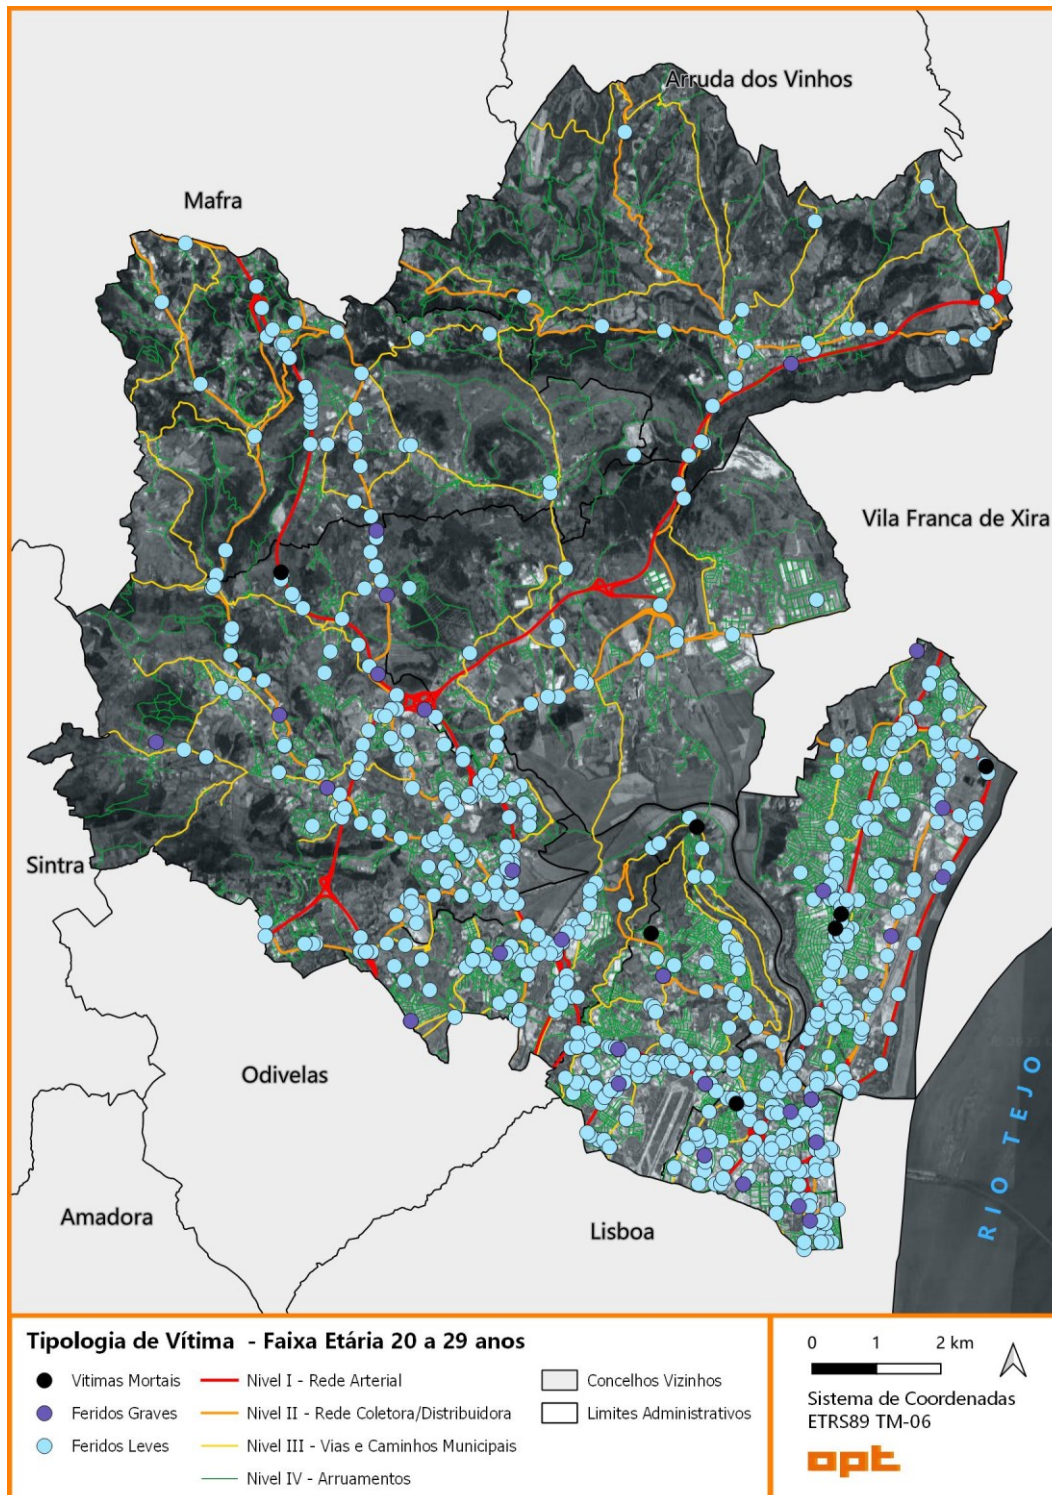 Arruda dos Vinhos
Mafra
Vila Franca de Xira
Sintra
Odivelas
Amadora
Lisboa
RIO TEJO
Tipologia de Vítima - Faixa Etária 20 a 29 anos
Vitimas Mortais
Feridos Graves
Feridos Leves
Nivel I - Rede Arterial
Nivel II - Rede Coletora/Distribuidora
Nivel III - Vias e Caminhos Municipais
Nivel IV - Arruamentos
Concelhos Vizinhos
Limites Administrativos
0 1 2 km
Sistema de Coordenadas
ETRS89 TM-06
opt